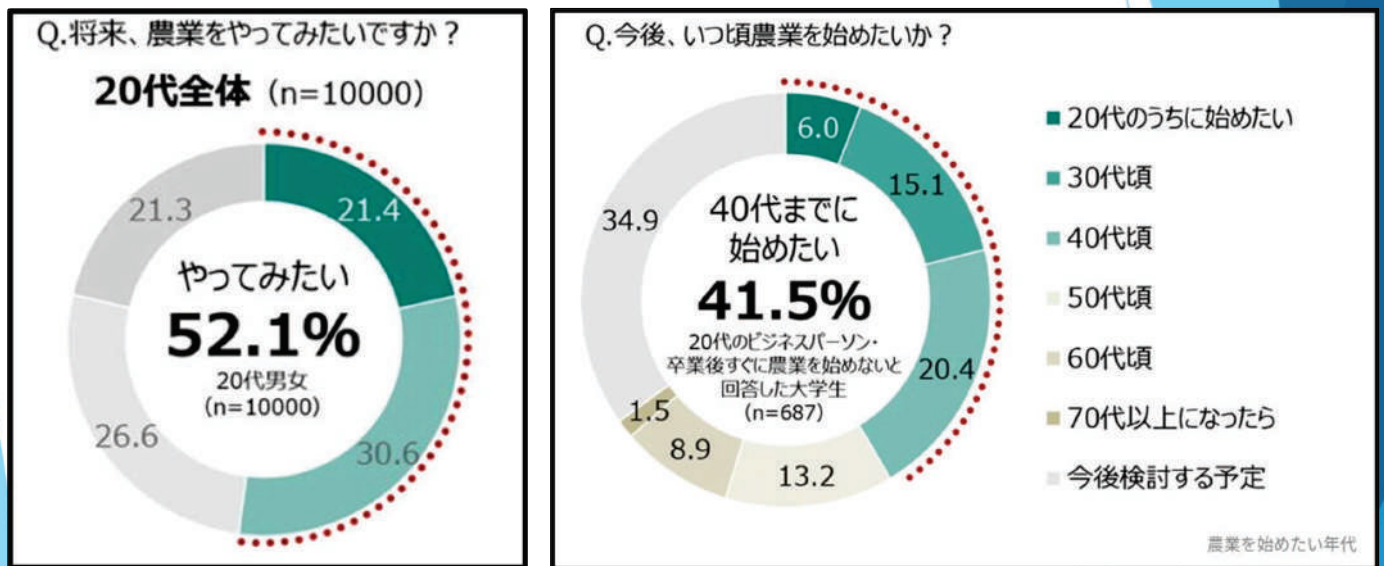 Q.将来、農業をやってみたいですか？
20代全体（n=10000）
21.4
30.6
26.6
21.3
やってみたい
52.1%
20代男女
(n=10000)
Q.今後、いつ頃農業を始めたいか？
6.0
15.1
20.4
13.2
8.9
1.5
34.9
40代までに
始めたい
41.5%
20代のビジネスパーソン・
卒業後すぐに農業を始めないと
回答した大学生
(n=687)
20代のうちに始めたい
30代頃
40代頃
50代頃
60代頃
70代以上になったら
今後検討する予定
農業を始めたい年代